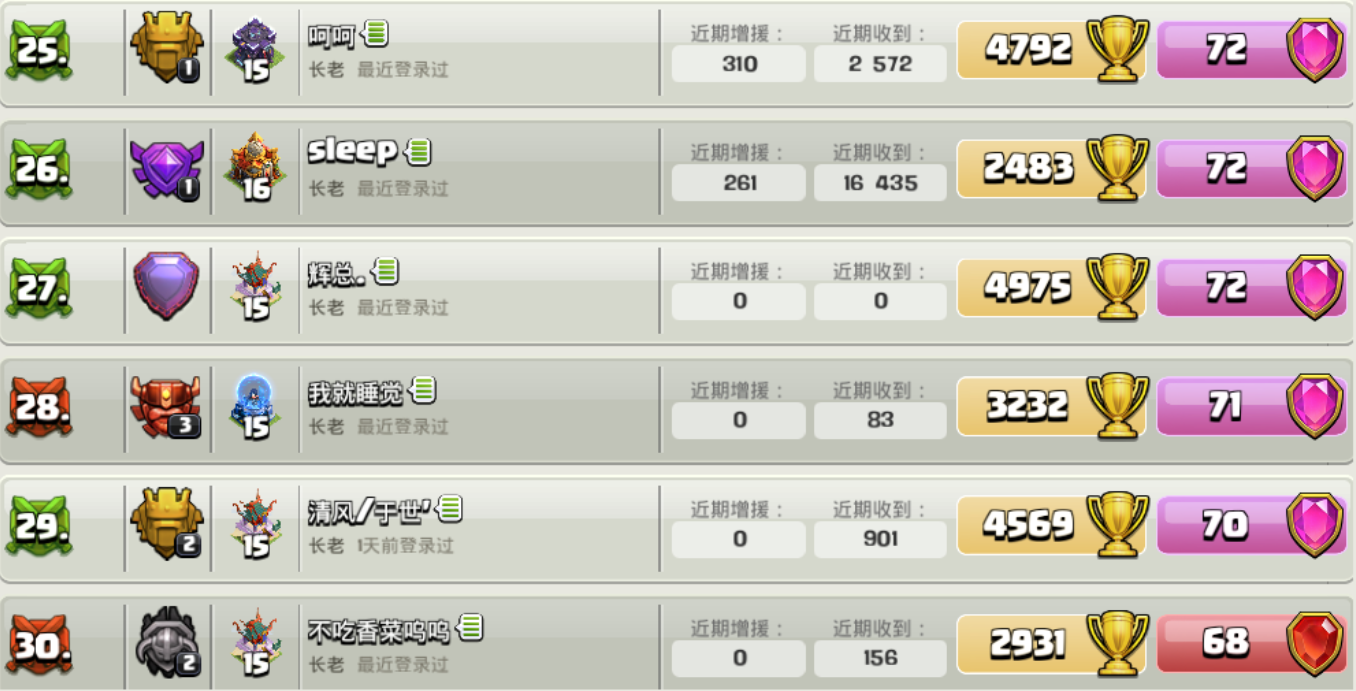 25. 1 15 呵呵 近期增援： 近期收到： 4792 72
长老 最近登录过 310 2 572
26. 1 16 sleep 近期增援： 近期收到： 2483 72
长老 最近登录过 261 16 435
27. 15 辉总. 近期增援： 近期收到： 4975 72
长老 最近登录过 0 0
28. 3 15 我就睡觉 近期增援： 近期收到： 3232 71
长老 最近登录过 0 83
29. 2 15 清风/于世' 近期增援： 近期收到： 4569 70
长老 1天前登录过 0 901
30. 2 15 不吃香菜呜呜 近期增援： 近期收到： 2931 68
长老 最近登录过 0 156